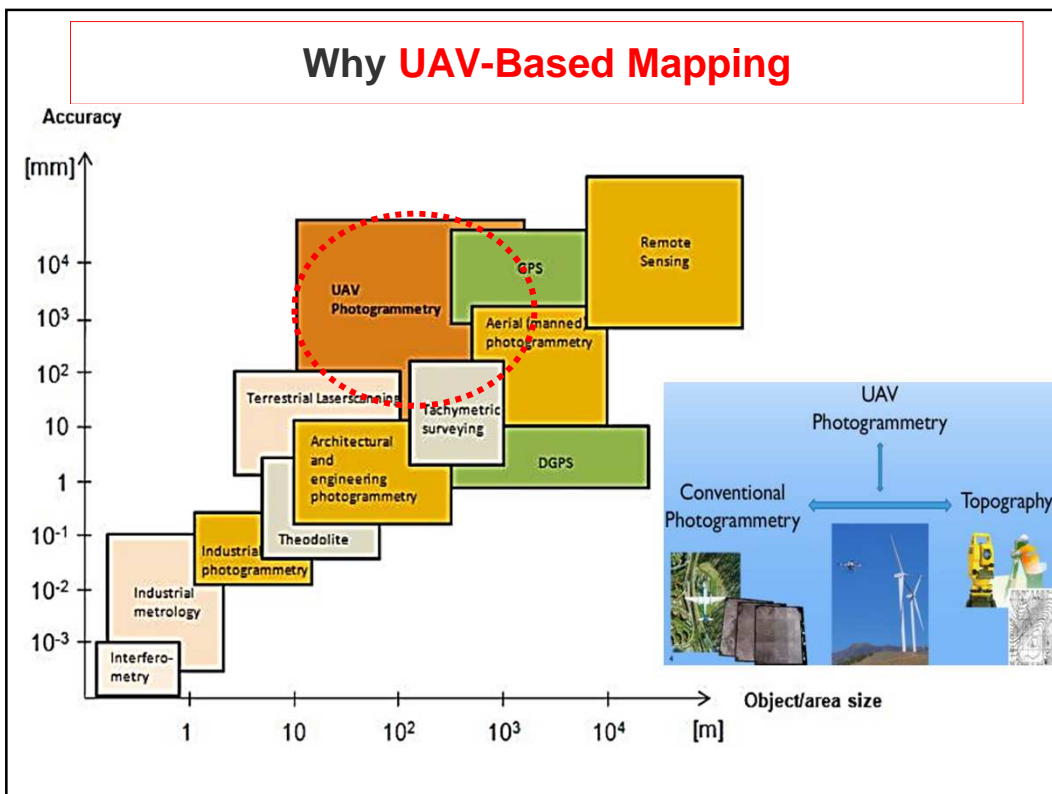 Why UAV-Based Mapping
Accuracy
[mm]
10⁴
10³
10²
10
1
10⁻¹
10⁻²
10⁻³
1
10
10²
10³
10⁴
[m]
Object/area size
Remote
Sensing
GPS
UAV
Photogrammetry
Aerial (manned)
photogrammetry
Terrestrial Laserscanning
Tachymetric
surveying
Architectural
and
engineering
photogrammetry
DGPS
Theodolite
Industrial
photogrammetry
Industrial
metrology
Interfero-
metry
UAV
Photogrammetry
Conventional
Photogrammetry
Topography
4